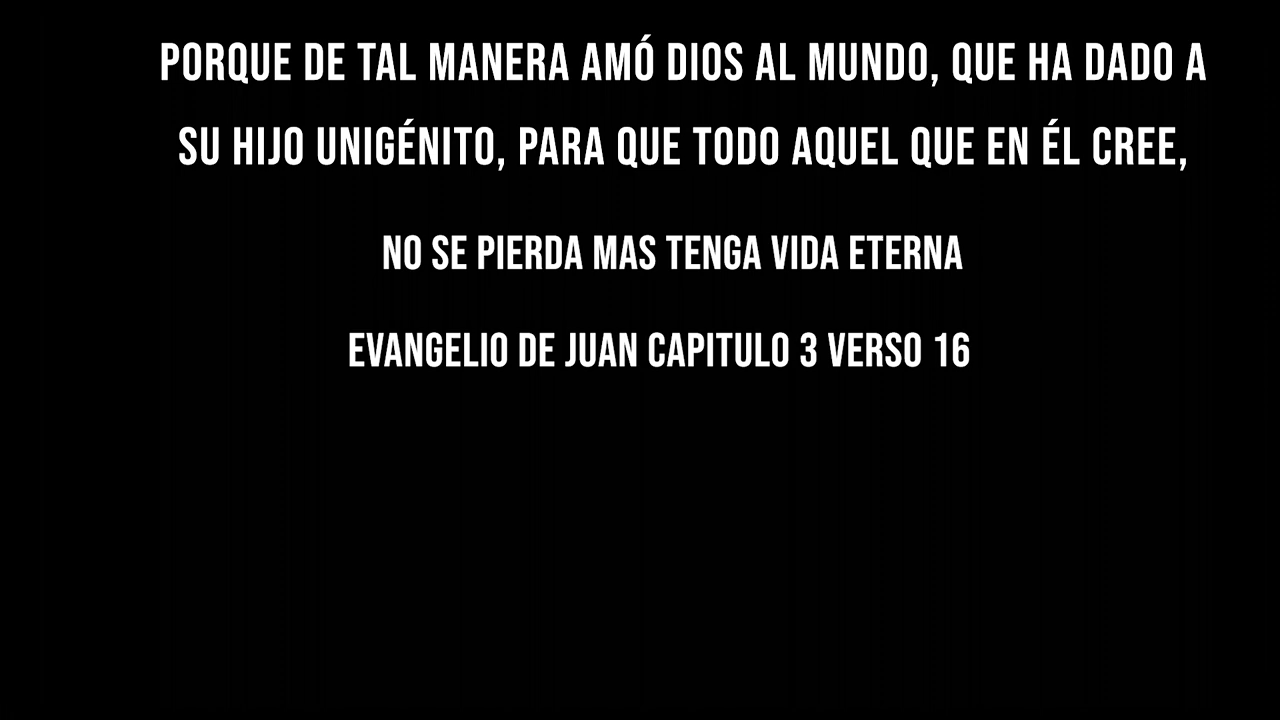 PORQUE DE TAL MANERA AMÓ DIOS AL MUNDO, QUE HA DADO A
SU HIJO UNIGÉNITO, PARA QUE TODO AQUEL QUE EN ÉL CREE,
NO SE PIERDA MAS TENGA VIDA ETERNA
EVANGELIO DE JUAN CAPITULO 3 VERSO 16